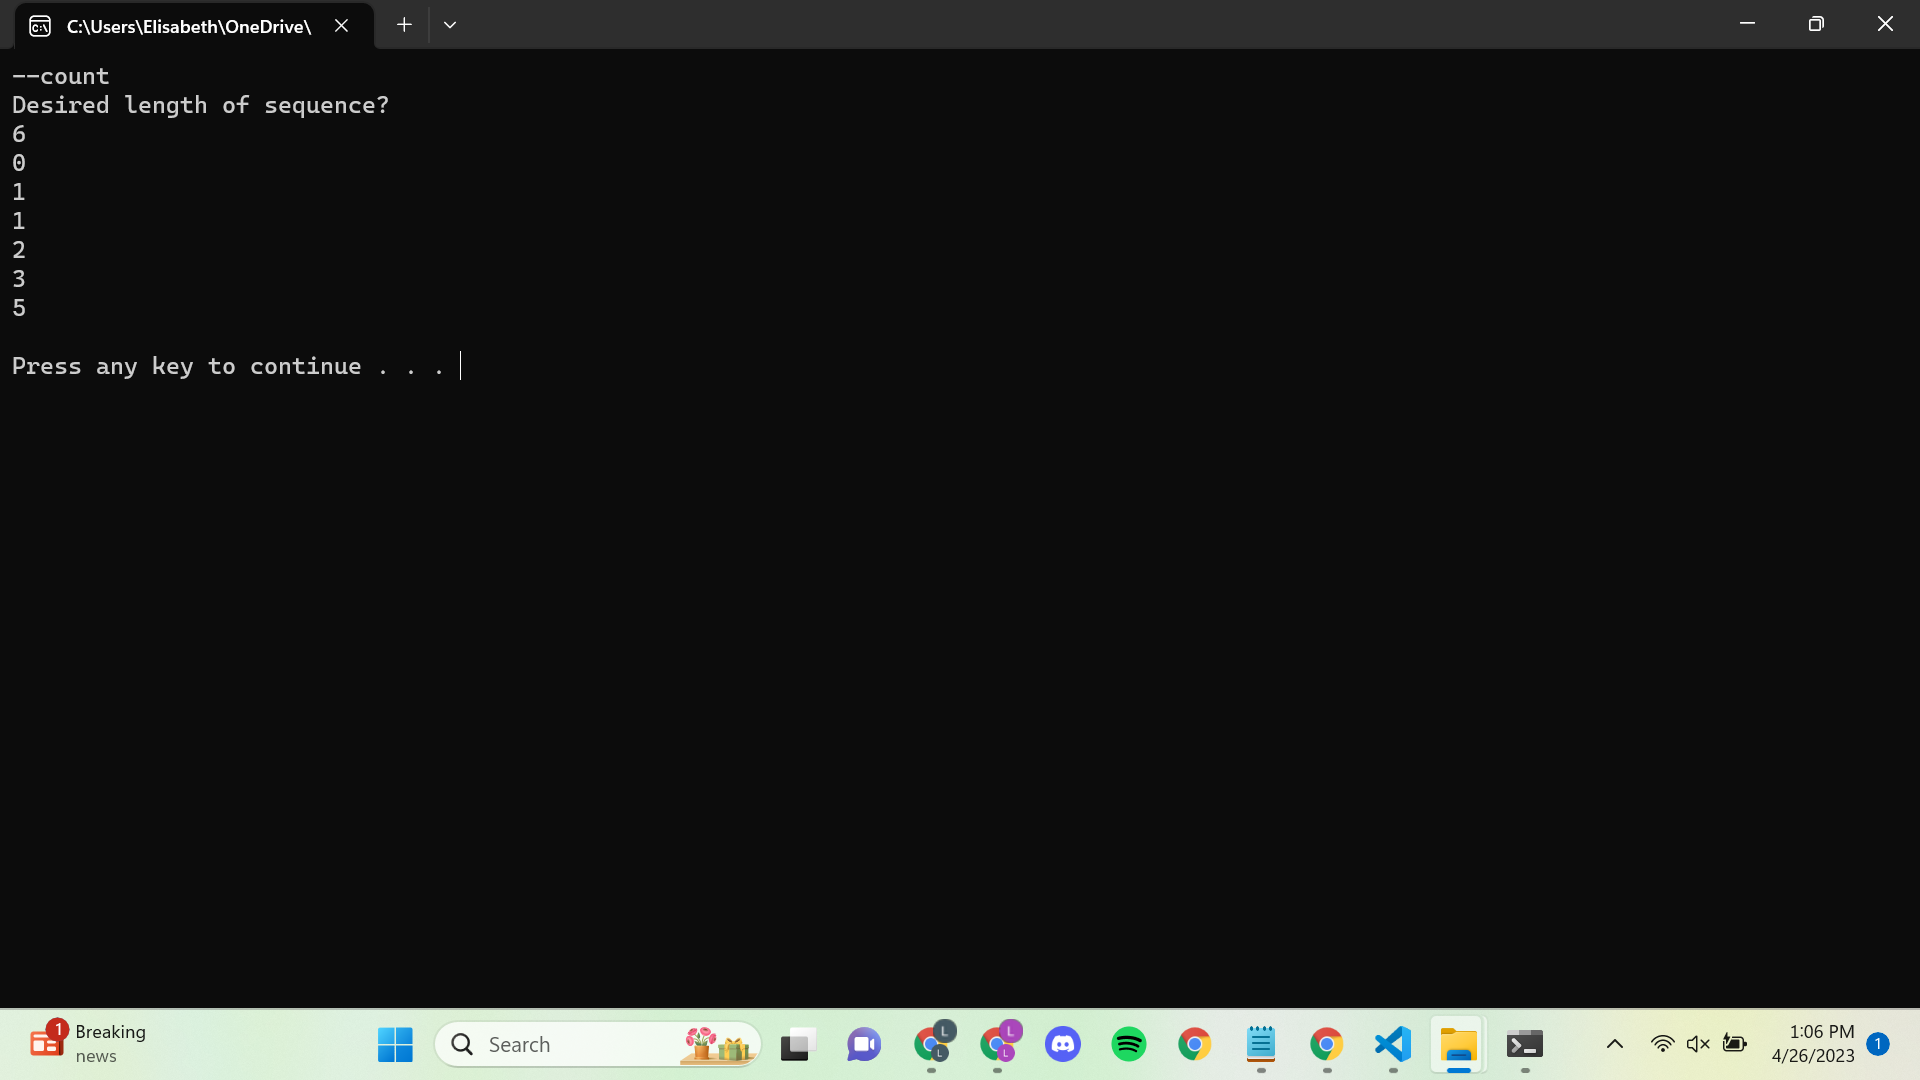 C:\Users\Elisabeth\OneDrive\
--count
Desired length of sequence?
6
0
1
1
2
3
5
Press any key to continue . . .
1
Breaking
news
Search
L
L
L
L
1:06 PM
4/26/2023
1